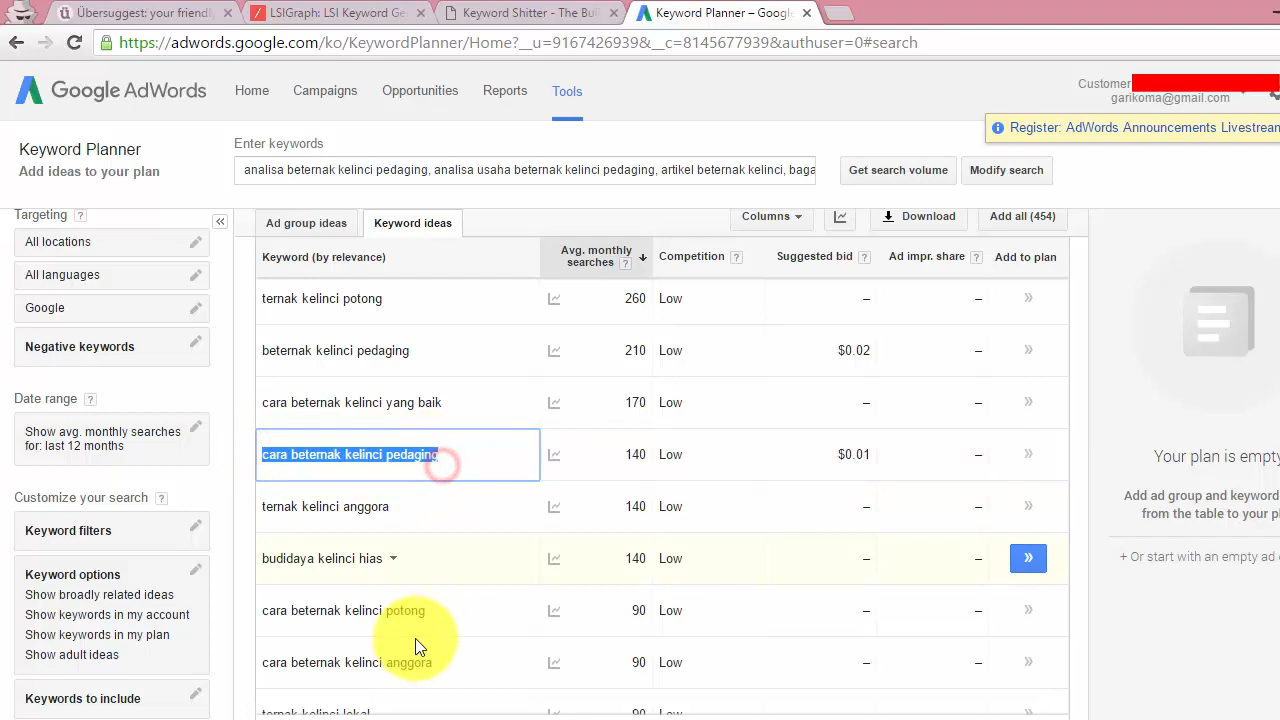 Übersuggest: your friendl
LSIGraph: LSI Keyword Ge
Keyword Shitter - The Bul
Keyword Planner – Google
https://adwords.google.com/ko/KeywordPlanner/Home?__u=9167426939&__c=8145677939&authuser=0#search
Google AdWords
Home
Campaigns
Opportunities
Reports
Tools
Customer
garikoma@gmail.com
Register: AdWords Announcements Livestream
Keyword Planner
Add ideas to your plan
Enter keywords
analisa beternak kelinci pedaging, analisa usaha beternak kelinci pedaging, artikel beternak kelinci, baga
Get search volume
Modify search
Targeting ?
All locations
All languages
Google
Negative keywords
Date range ?
Show avg. monthly searches
for: last 12 months
Customize your search ?
Keyword filters
Keyword options
Show broadly related ideas
Show keywords in my account
Show keywords in my plan
Show adult ideas
Keywords to include
Ad group ideas
Keyword ideas
Columns
Download
Add all (454)
Keyword (by relevance)
Avg. monthly
searches ?
Competition ?
Suggested bid ?
Ad impr. share ?
Add to plan
ternak kelinci potong 260 Low – – »
beternak kelinci pedaging 210 Low $0.02 – »
cara beternak kelinci yang baik 170 Low – – »
cara beternak kelinci pedaging 140 Low $0.01 – »
ternak kelinci anggora 140 Low – – »
budidaya kelinci hias 140 Low – – »
cara beternak kelinci potong 90 Low – – »
cara beternak kelinci anggora 90 Low – – »
ternak kelinci lokal 90 Low
Your plan is empty
Add ad group and keyword
from the table to your pl
+ Or start with an empty ad